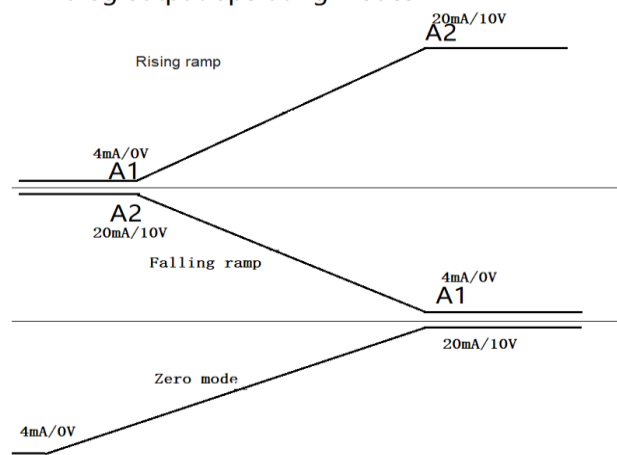 20mA/10V
A2
Rising ramp
4mA/0V
A1
A2
20mA/10V
Falling ramp
4mA/0V
A1
20mA/10V
Zero mode
4mA/0V